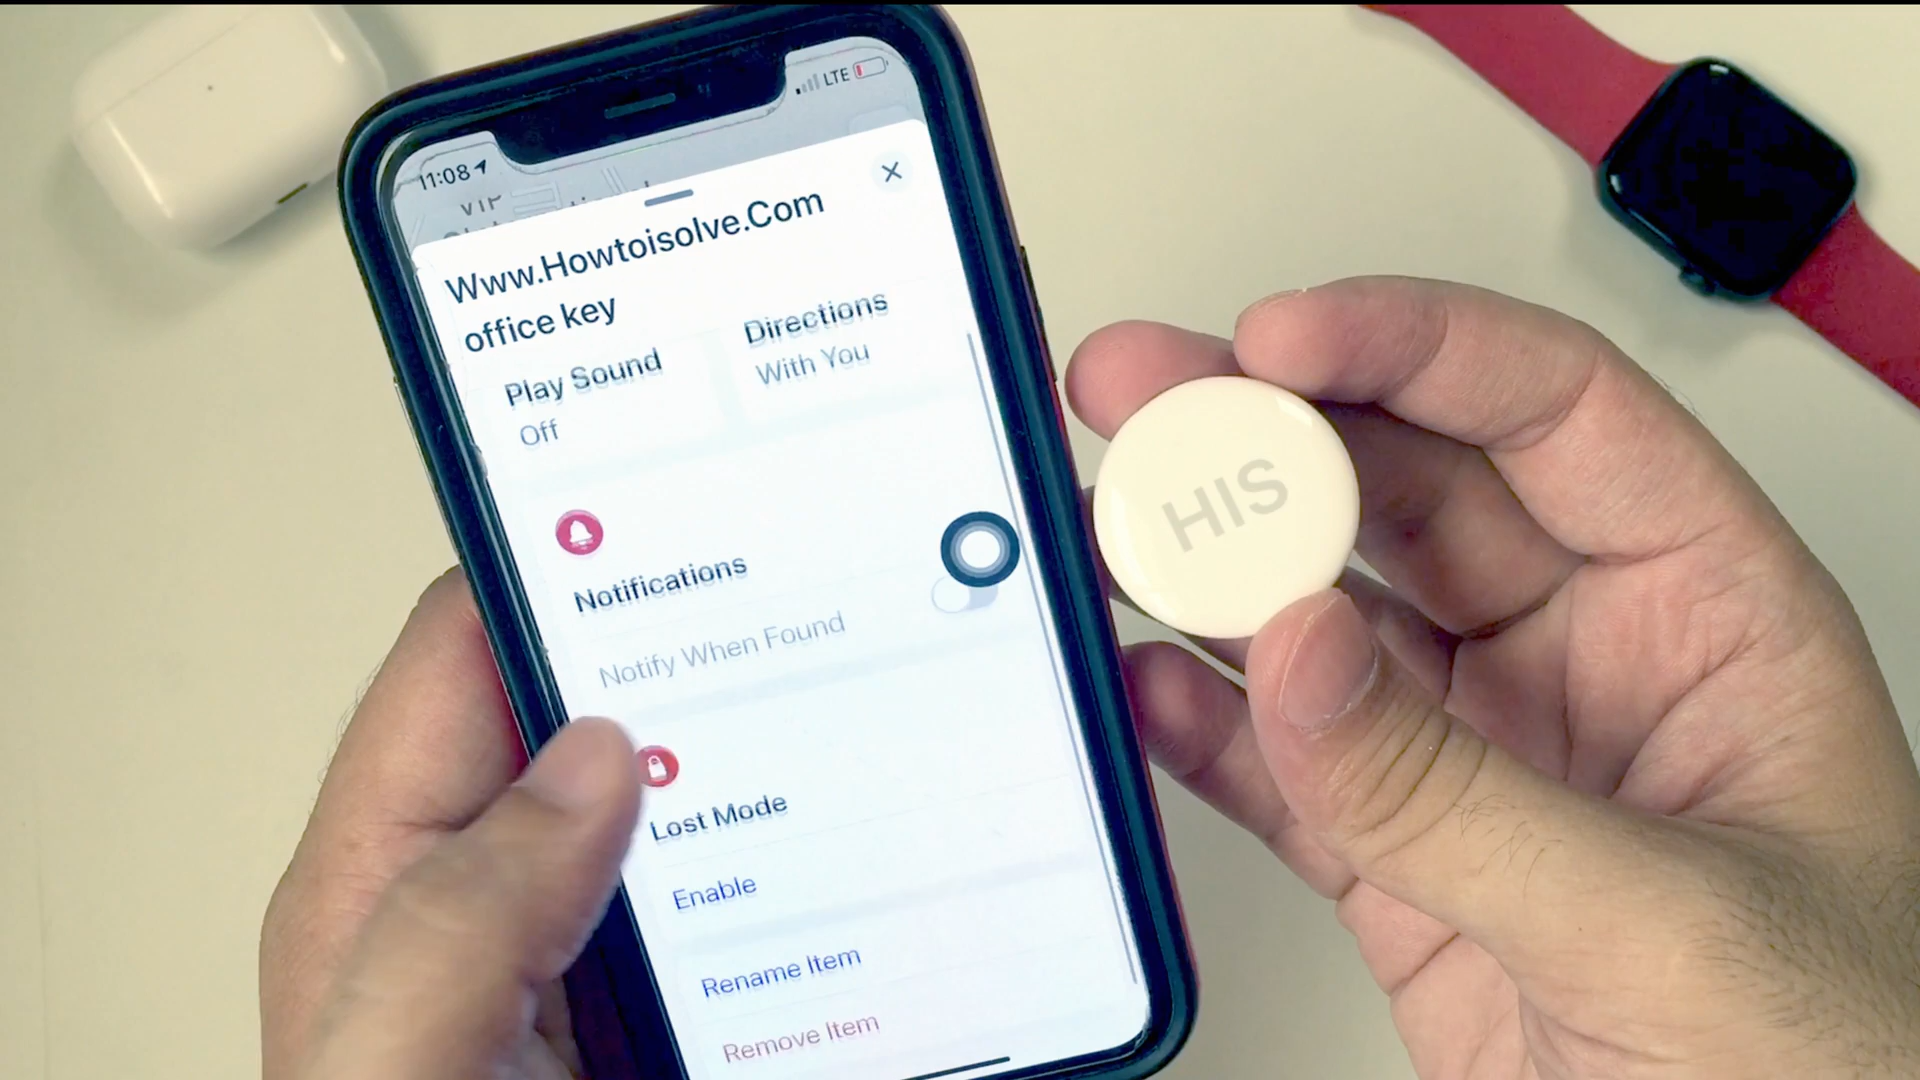 11:08
LTE
VIP
Www.Howtoisolve.Com
office key
Play Sound
Off
Directions
With You
Notifications
Notify When Found
Lost Mode
Enable
Rename Item
Remove Item
HIS